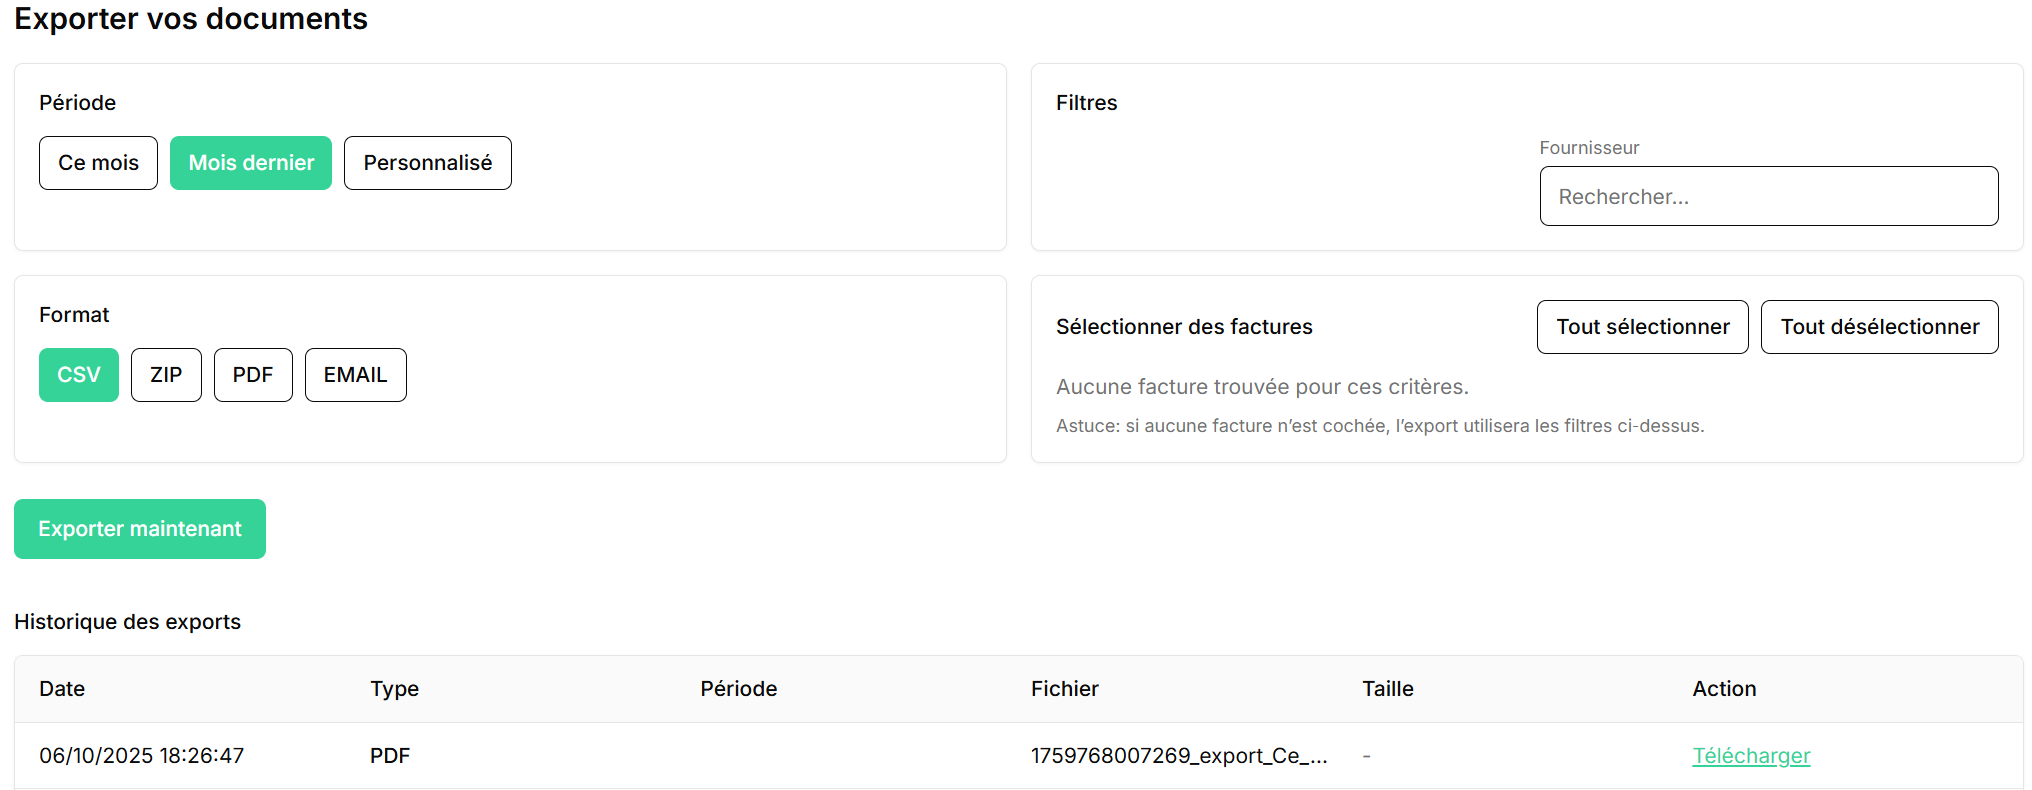 Exporter vos documents
Période
Ce mois
Mois dernier
Personnalisé
Filtres
Fournisseur
Rechercher...
Format
CSV
ZIP
PDF
EMAIL
Sélectionner des factures
Tout sélectionner
Tout désélectionner
Aucune facture trouvée pour ces critères.
Astuce: si aucune facture n’est cochée, l’export utilisera les filtres ci-dessus.
Exporter maintenant
Historique des exports
Date Type Période Fichier Taille Action
06/10/2025 18:26:47 PDF 1759768007269_export_Ce_... - Télécharger